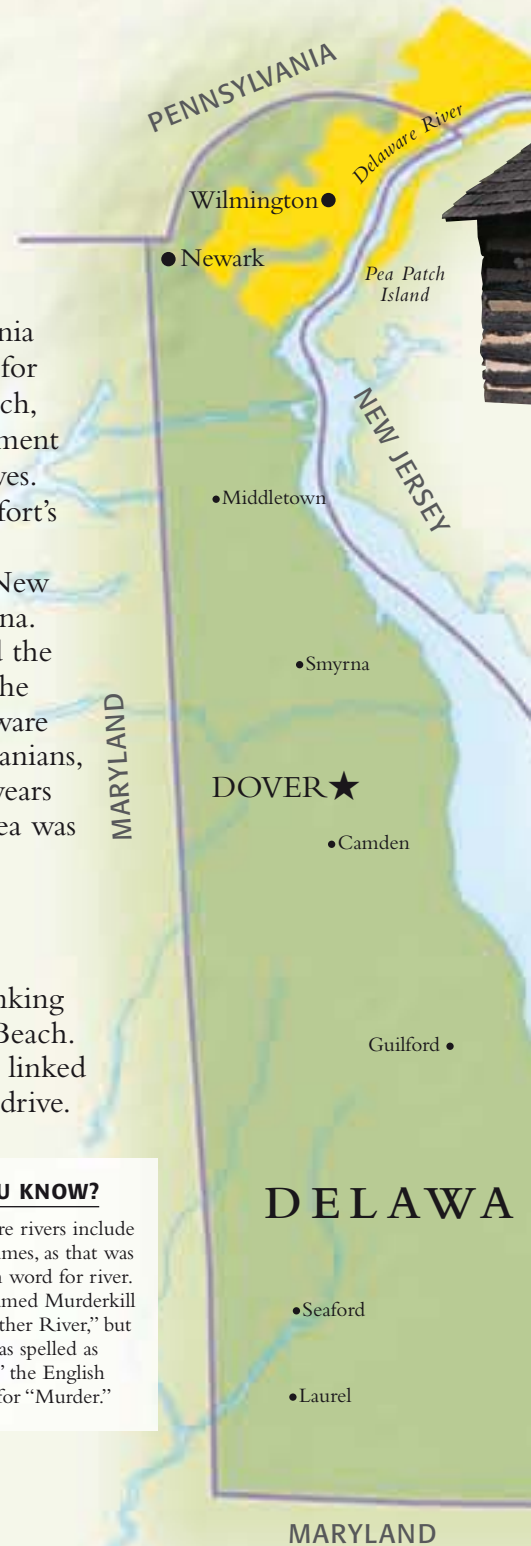 PENNSYLVANIA
Delaware River
Wilmington
Newark
Pea Patch
Island
NEW JERSEY
Middletown
Smyrna
MARYLAND
DOVER
Camden
Guilford
DELAWA
Seaford
Laurel
MARYLAND
nia
for
ch,
ment
ves.
fort's
New
na.
d the
he
ware
anians,
years
ea was
nking
Beach.
linked
drive.
U KNOW?
re rivers include
mes, as that was
n word for river.
med Murderkill
ther River,” but
as spelled as
” the English
for “Murder.”